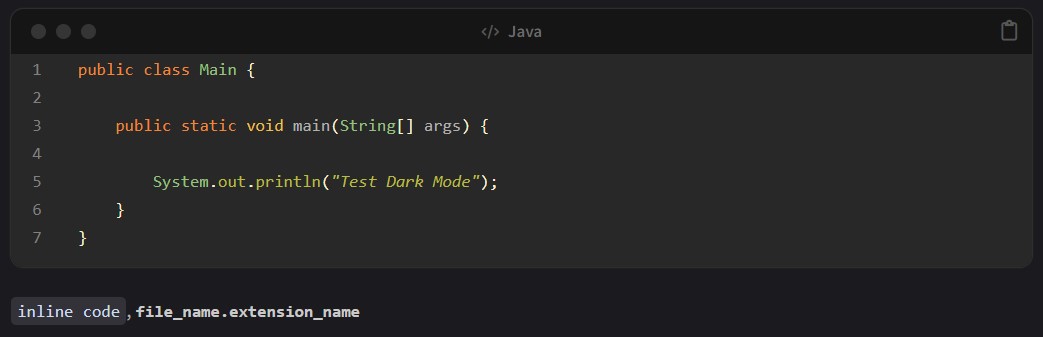 </> Java
1 public class Main {
2
3     public static void main(String[] args) {
4
5         System.out.println("Test Dark Mode");
6     }
7 }
inline code, file_name.extension_name